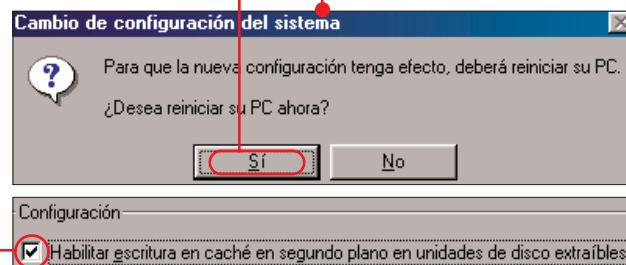 Cambio de configuración del sistema
Para que la nueva configuración tenga efecto, deberá reiniciar su PC.
¿Desea reiniciar su PC ahora?
Sí No
Configuración
Habilitar escritura en caché en segundo plano en unidades de disco extraíbles